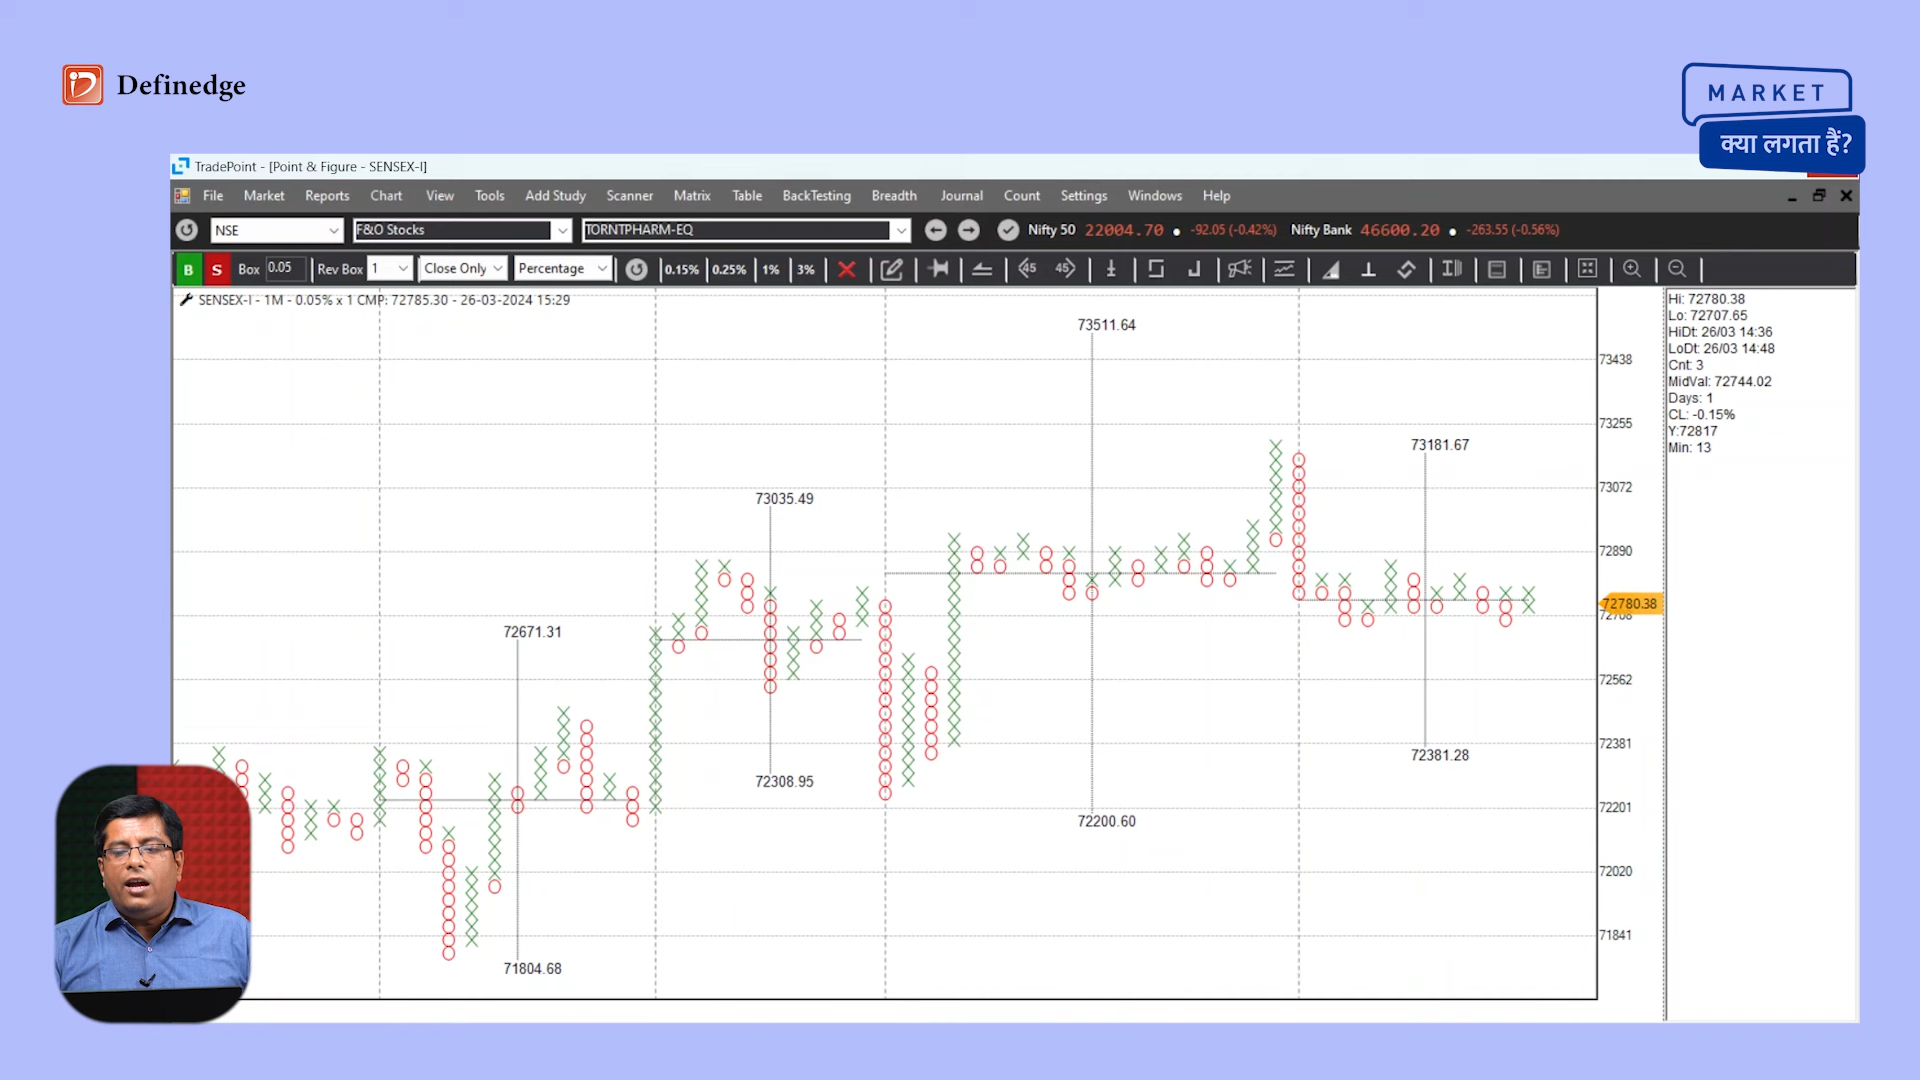 Definedge
MARKET
क्या लगता हैं?
TradePoint - [Point & Figure - SENSEX-I]
File Market Reports Chart View Tools Add Study Scanner Matrix Table BackTesting Breadth Journal Count Settings Windows Help
NSE F&O Stocks TORNTPHARM-EQ Nifty 50 22004.70 -92.05 (-0.42%) Nifty Bank 46600.20 -263.55 (-0.56%)
B S Box 0.05 Rev Box 1 Close Only Percentage 0.15% 0.25% 1% 3% 45 45
SENSEX-I - 1M - 0.05% x 1 CMP: 72785.30 - 26-03-2024 15:29
Hi: 72780.38
Lo: 72707.65
HiDt: 26/03 14:36
LoDt: 26/03 14:48
Cnt: 3
MidVal: 72744.02
Days: 1
CL: -0.15%
Y:72817
Min: 13
73511.64
73181.67
73035.49
72671.31
72381.28
72308.95
72200.60
71804.68
73438
73255
73072
72890
72780.38
72708
72562
72381
72201
72020
71841